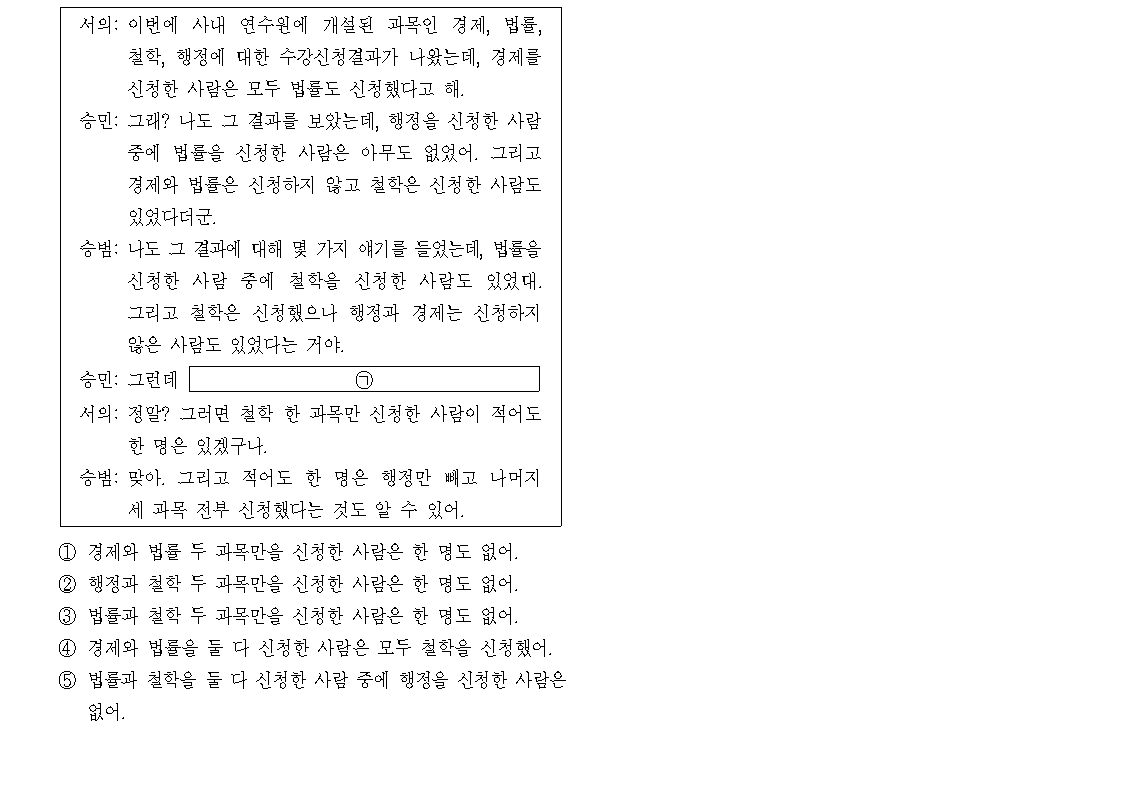 서의: 이번에 사내 연수원에 개설된 과목인 경제, 법률,
철학, 행정에 대한 수강신청결과가 나왔는데, 경제를
신청한 사람은 모두 법률도 신청했다고 해.
승민: 그래? 나도 그 결과를 보았는데, 행정을 신청한 사람
중에 법률을 신청한 사람은 아무도 없었어. 그리고
경제와 법률은 신청하지 않고 철학은 신청한 사람도
있었다더군.
승범: 나도 그 결과에 대해 몇 가지 얘기를 들었는데, 법률을
신청한 사람 중에 철학을 신청한 사람도 있었대.
그리고 철학은 신청했으나 행정과 경제는 신청하지
않은 사람도 있었다는 거야.
승민: 그런데 ㉠
서의: 정말? 그러면 철학 한 과목만 신청한 사람이 적어도
한 명은 있겠구나.
승범: 맞아. 그리고 적어도 한 명은 행정만 빼고 나머지
세 과목 전부 신청했다는 것도 알 수 있어.
① 경제와 법률 두 과목만을 신청한 사람은 한 명도 없어.
② 행정과 철학 두 과목만을 신청한 사람은 한 명도 없어.
③ 법률과 철학 두 과목만을 신청한 사람은 한 명도 없어.
④ 경제와 법률을 둘 다 신청한 사람은 모두 철학을 신청했어.
⑤ 법률과 철학을 둘 다 신청한 사람 중에 행정을 신청한 사람은
없어.